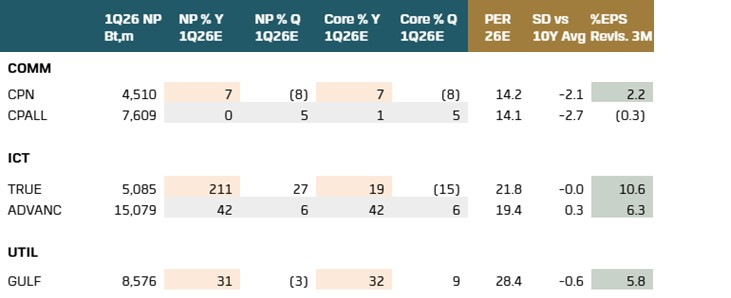 1Q26 NP NP % Y NP % Q Core % Y Core % Q PER SD vs %EPS
Bt,m 1Q26E 1Q26E 1Q26E 1Q26E 26E 10Y Avg Revls. 3M
COMM
CPN 4,510 7 (8) 7 (8) 14.2 -2.1 2.2
CPALL 7,609 0 5 1 5 14.1 -2.7 (0.3)
ICT
TRUE 5,085 211 27 19 (15) 21.8 -0.0 10.6
ADVANC 15,079 42 6 42 6 19.4 0.3 6.3
UTIL
GULF 8,576 31 (3) 32 9 28.4 -0.6 5.8